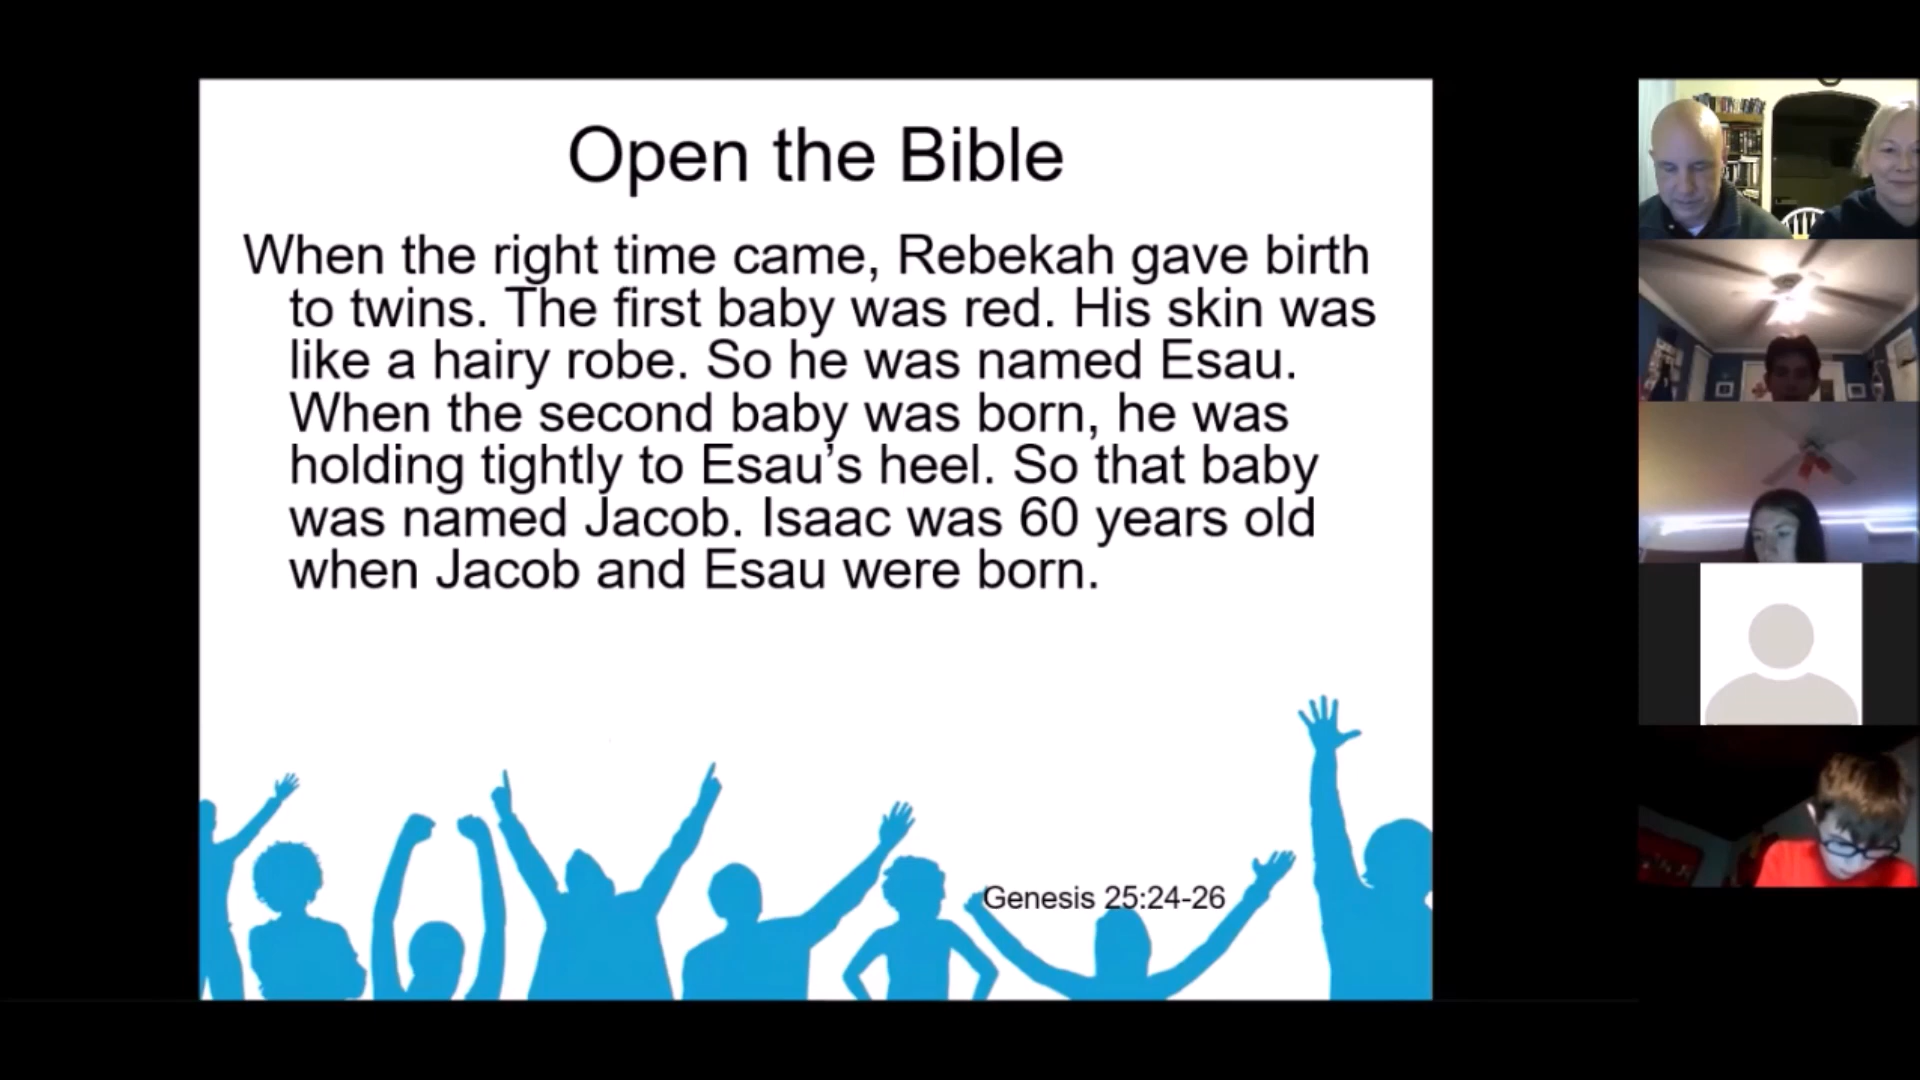 Open the Bible
When the right time came, Rebekah gave birth
to twins. The first baby was red. His skin was
like a hairy robe. So he was named Esau.
When the second baby was born, he was
holding tightly to Esau’s heel. So that baby
was named Jacob. Isaac was 60 years old
when Jacob and Esau were born.
Genesis 25:24-26